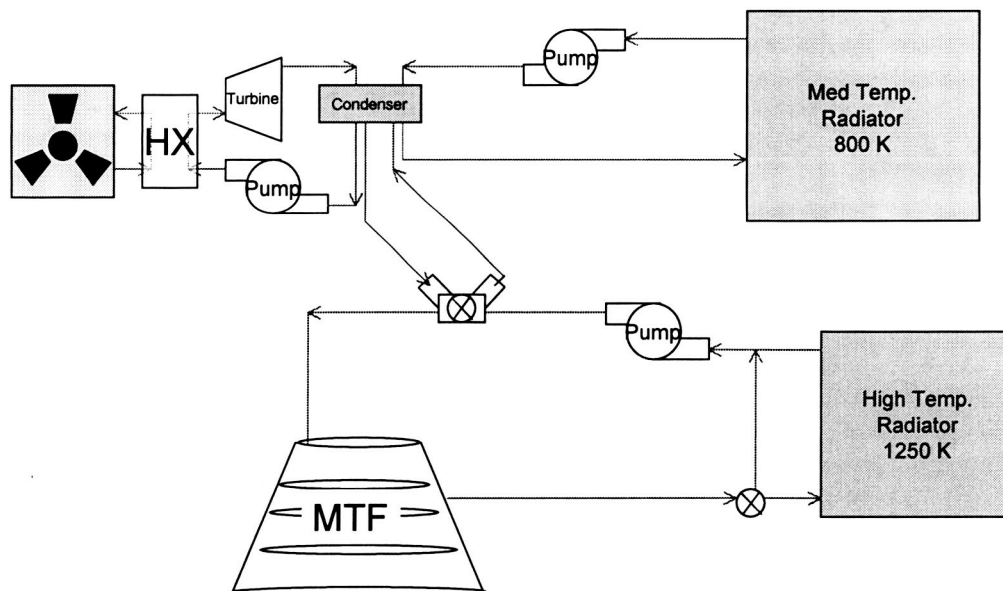 Pump
Med Temp.
Radiator
800 K
HX
Turbine
Condenser
Pump
Pump
High Temp.
Radiator
1250 K
MTF